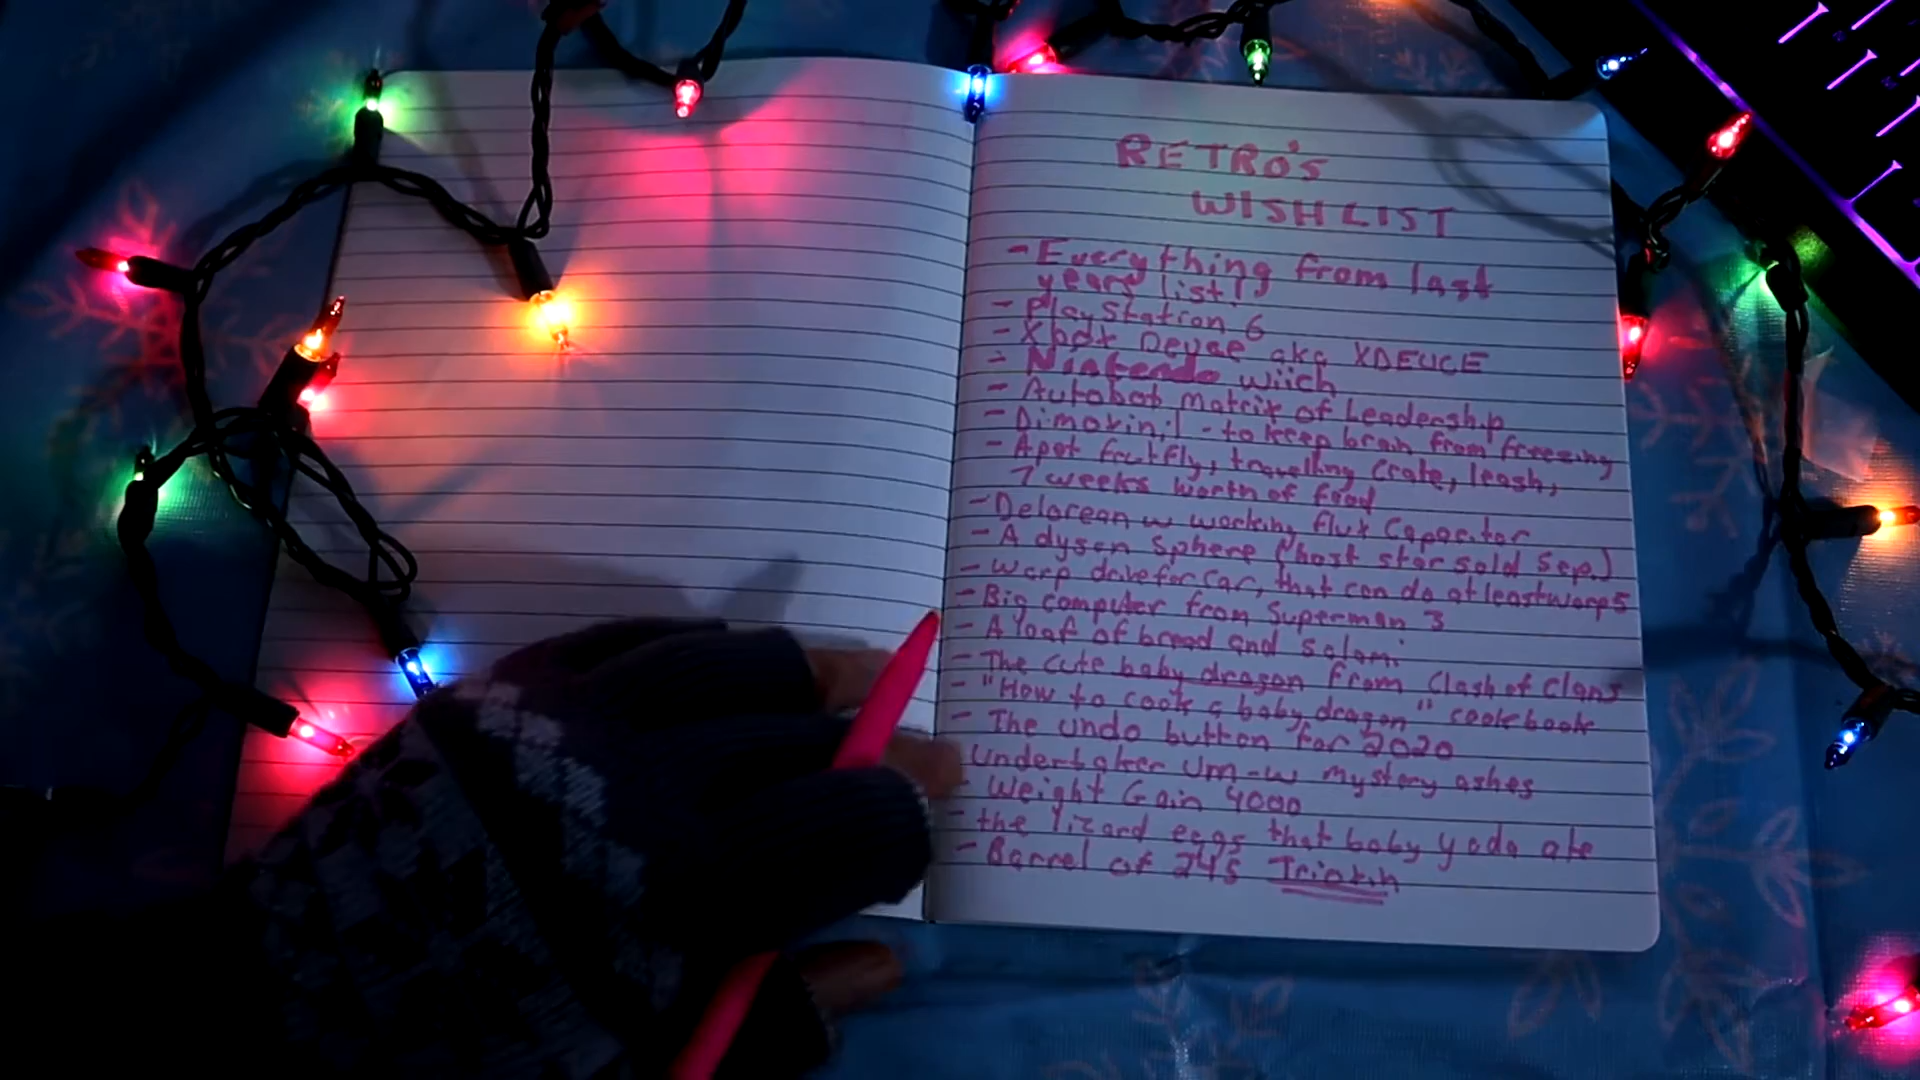 RETRO'S
WISHLIST
- Everything from last
years list!
- PlayStation 6
- Xbox Deuce aka XDEUCE
- Nintendo wiich
- Autobot Matrix of Leadership
- Dimoxinil - to keep brain from freezing
- A pet fruit fly, travelling crate, leash,
7 weeks worth of food
- Delorean w working flux capacitor
- A dyson Sphere (host star sold sep.)
- warp drive for car, that can do at least warp 5
- Big computer from Superman 3
- A loaf of bread and salami
- The cute baby dragon from Clash of Clans
- "How to cook a baby dragon" cookbook
- The undo button for 2020
Undertaker Urn - w mystery ashes
- Weight Gain 4000
- the lizard eggs that baby yoda ate
- Barrel of 245 Trioxin